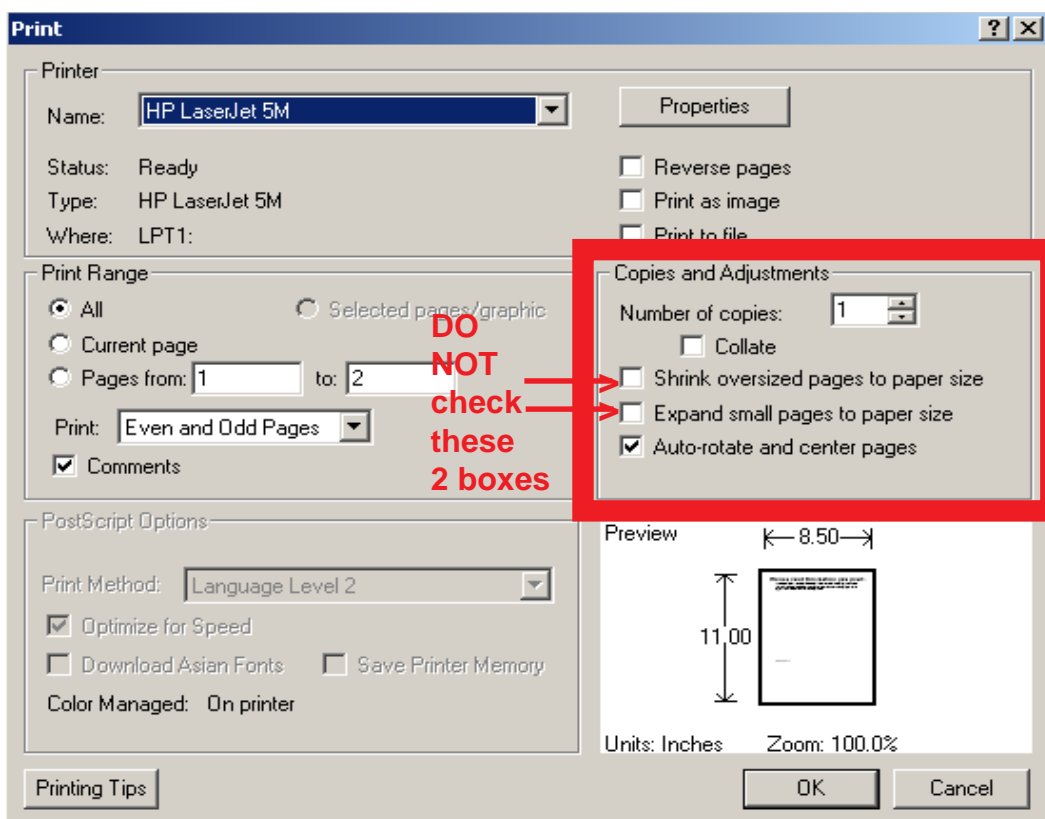 Print
Printer
Name: HP LaserJet 5M
Properties
Status: Ready
Reverse pages
Type: HP LaserJet 5M
Print as image
Where: LPT1:
Print to file
Print Range
All
Selected pages/graphic
Current page
Pages from: 1 to: 2
Print: Even and Odd Pages
Comments
DO
NOT
check
these
2 boxes
Copies and Adjustments
Number of copies: 1
Collate
Shrink oversized pages to paper size
Expand small pages to paper size
Auto-rotate and center pages
PostScript Options
Print Method: Language Level 2
Optimize for Speed
Download Asian Fonts Save Printer Memory
Color Managed: On printer
Preview
8.50
11.00
Units: Inches Zoom: 100.0%
Printing Tips
OK
Cancel